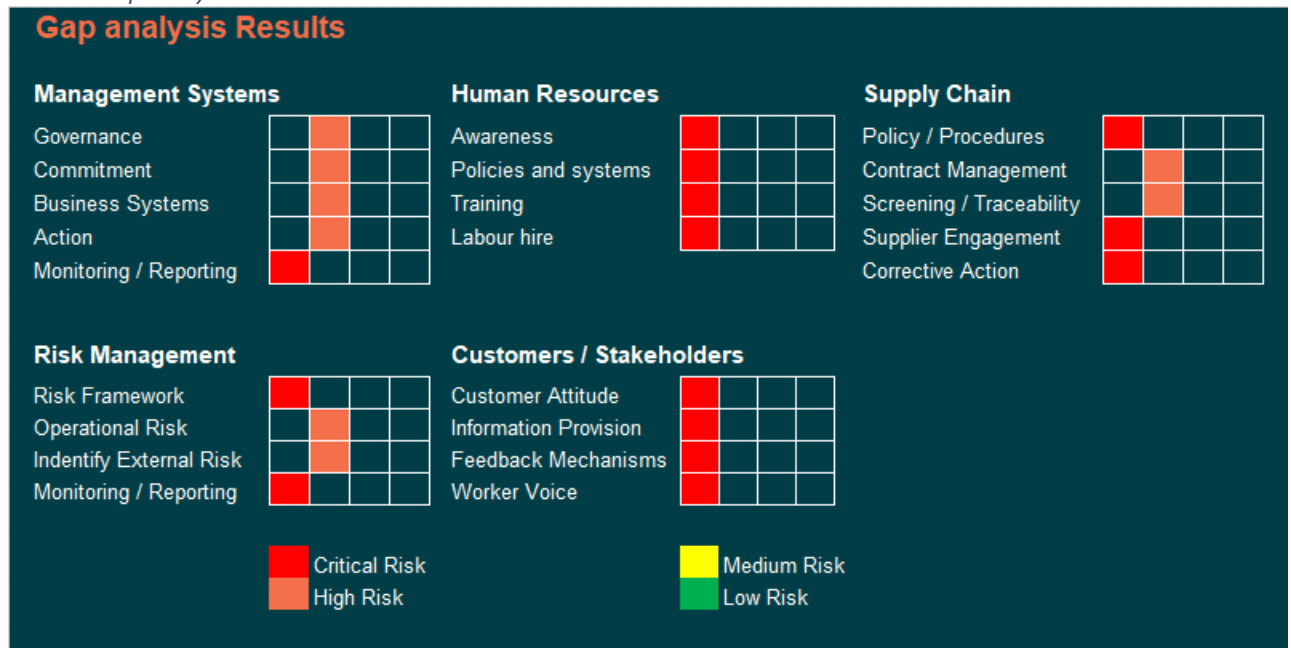 Gap analysis Results
Management Systems
Governance
Commitment
Business Systems
Action
Monitoring / Reporting
Human Resources
Awareness
Policies and systems
Training
Labour hire
Supply Chain
Policy / Procedures
Contract Management
Screening / Traceability
Supplier Engagement
Corrective Action
Risk Management
Risk Framework
Operational Risk
Indentify External Risk
Monitoring / Reporting
Customers / Stakeholders
Customer Attitude
Information Provision
Feedback Mechanisms
Worker Voice
Critical Risk
High Risk
Medium Risk
Low Risk